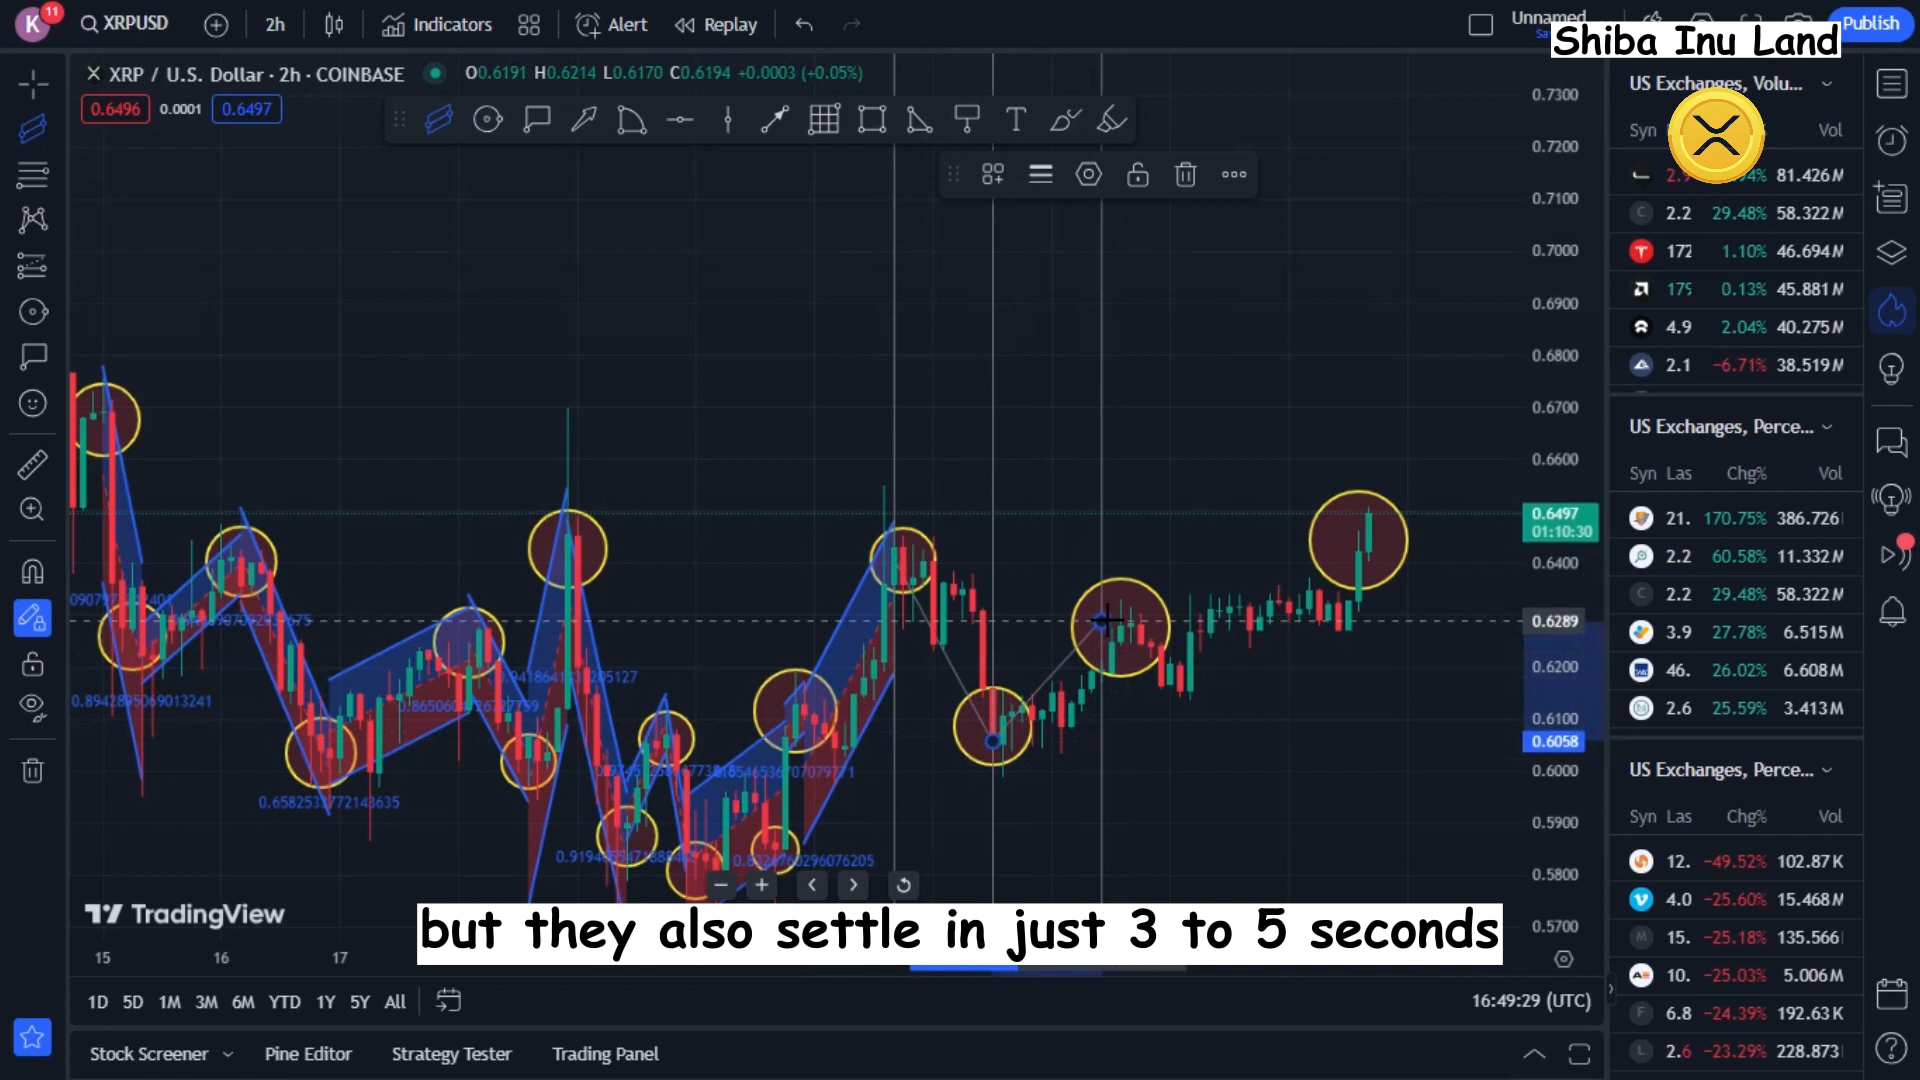 K 11 XRPUSD 2h Indicators Alert Replay Unnamed Publish
Shiba Inu Land
XRP / U.S. Dollar · 2h · COINBASE O0.6191 H0.6214 L0.6170 C0.6194 +0.0003 (+0.05%)
0.6496 0.0001 0.6497
0.7300
0.7200
0.7100
0.7000
0.6900
0.6800
0.6700
0.6600
0.6497
01:10:30
0.6400
0.6289
0.6200
0.6100
0.6058
0.6000
0.5900
0.5800
0.5700
0.8942895069013241
0.6582533772143635
TradingView
but they also settle in just 3 to 5 seconds
15 16 17
1D 5D 1M 3M 6M YTD 1Y 5Y All
16:49:29 (UTC)
Stock Screener Pine Editor Strategy Tester Trading Panel
US Exchanges, Volu...
Syn Vol
81.426M
2.2 29.48% 58.322M
172 1.10% 46.694M
179 0.13% 45.881M
4.9 2.04% 40.275M
2.1 −6.71% 38.519M
US Exchanges, Perce...
Syn Las Chg% Vol
21. 170.75% 386.726
2.2 60.58% 11.332M
2.2 29.48% 58.322M
3.9 27.78% 6.515M
46. 26.02% 6.608M
2.6 25.59% 3.413M
US Exchanges, Perce...
Syn Las Chg% Vol
12. −49.52% 102.87K
4.0 −25.60% 15.468M
15. −25.18% 135.566
10. −25.03% 5.006M
6.8 −24.39% 192.63K
2.6 −23.29% 228.873